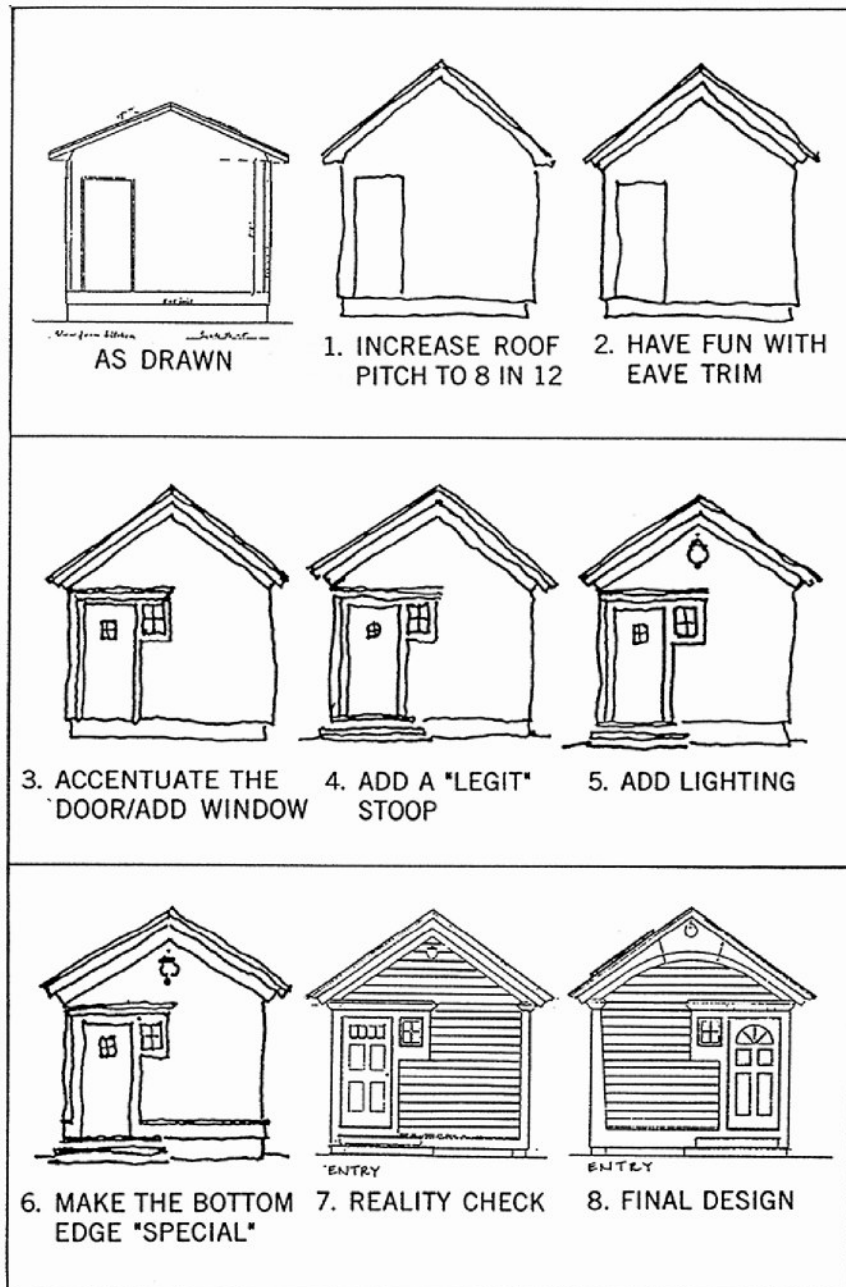 AS DRAWN
1. INCREASE ROOF
PITCH TO 8 IN 12
2. HAVE FUN WITH
EAVE TRIM
3. ACCENTUATE THE
DOOR/ADD WINDOW
4. ADD A "LEGIT"
STOOP
5. ADD LIGHTING
ENTRY
ENTRY
6. MAKE THE BOTTOM
EDGE "SPECIAL"
7. REALITY CHECK
8. FINAL DESIGN